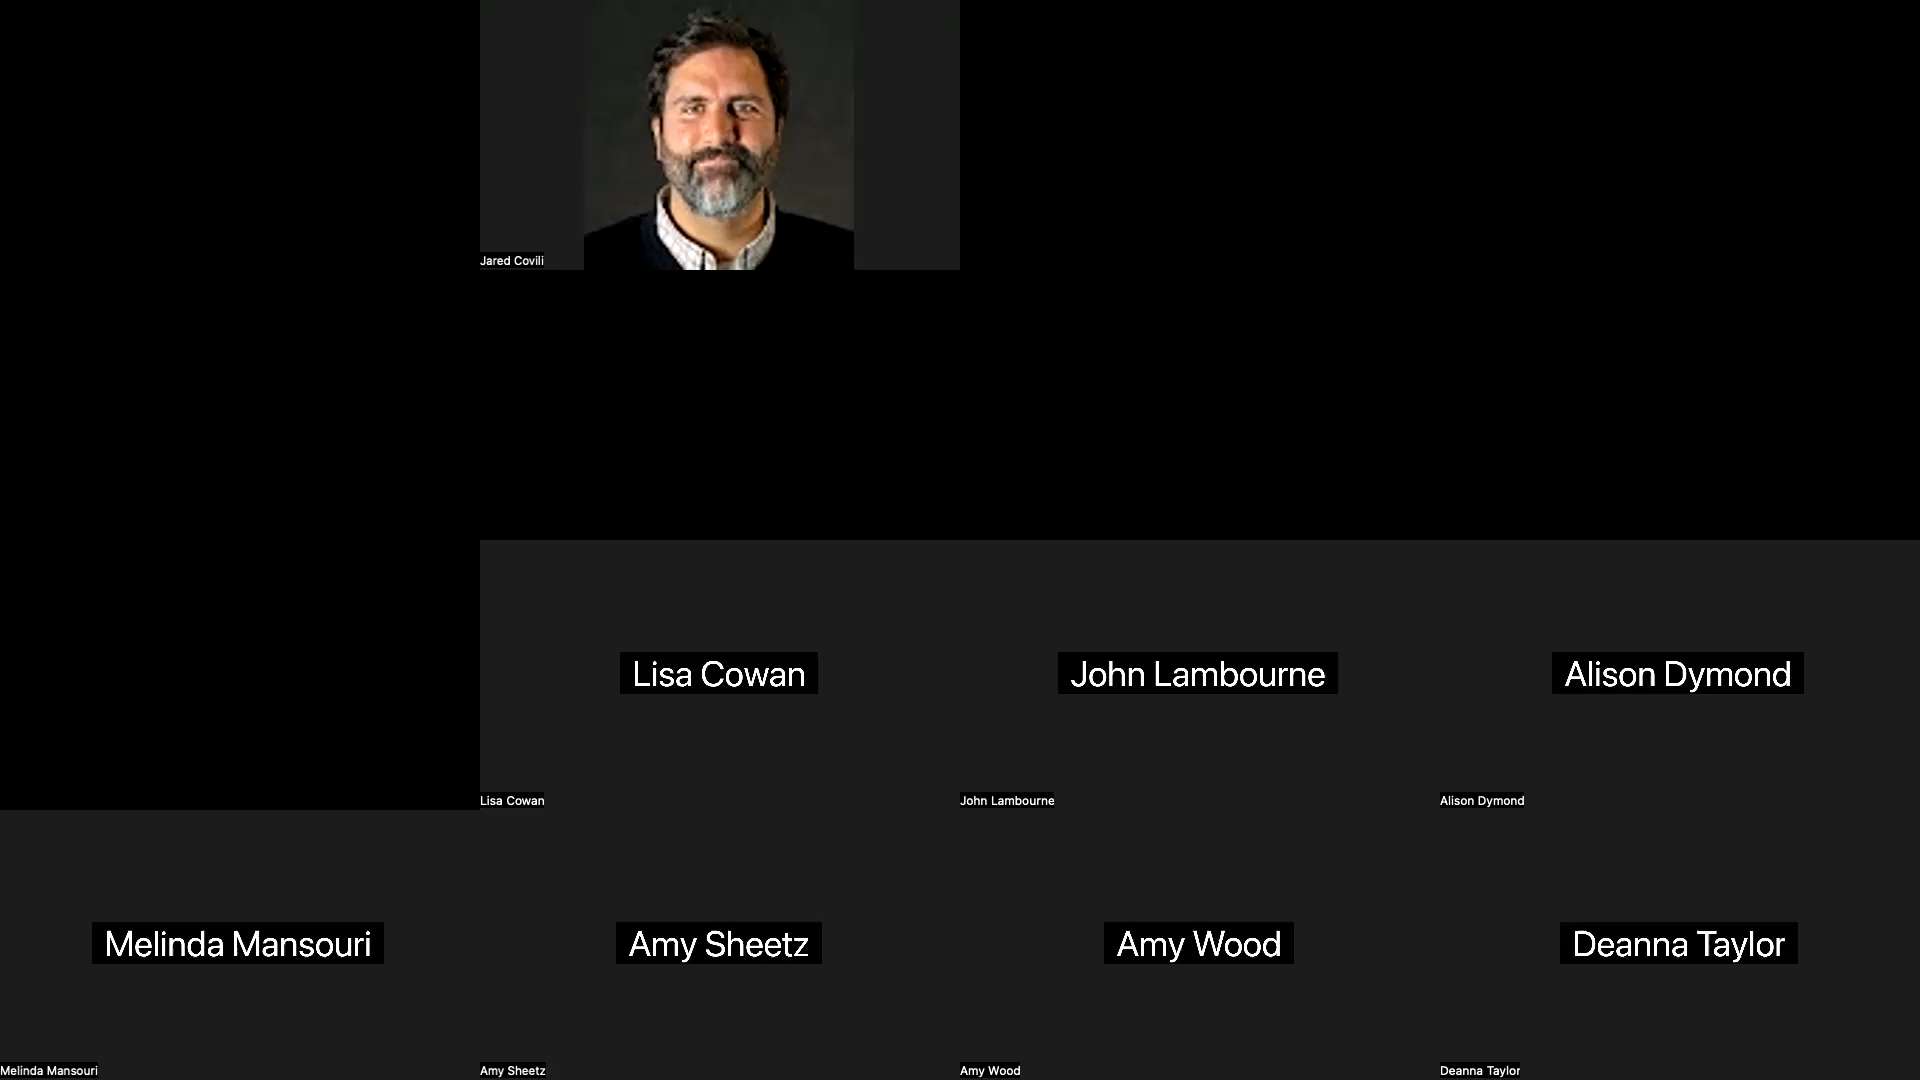 Jared Covili
Lisa Cowan
John Lambourne
Alison Dymond
Lisa Cowan
John Lambourne
Alison Dymond
Melinda Mansouri
Amy Sheetz
Amy Wood
Deanna Taylor
Melinda Mansouri
Amy Sheetz
Amy Wood
Deanna Taylor